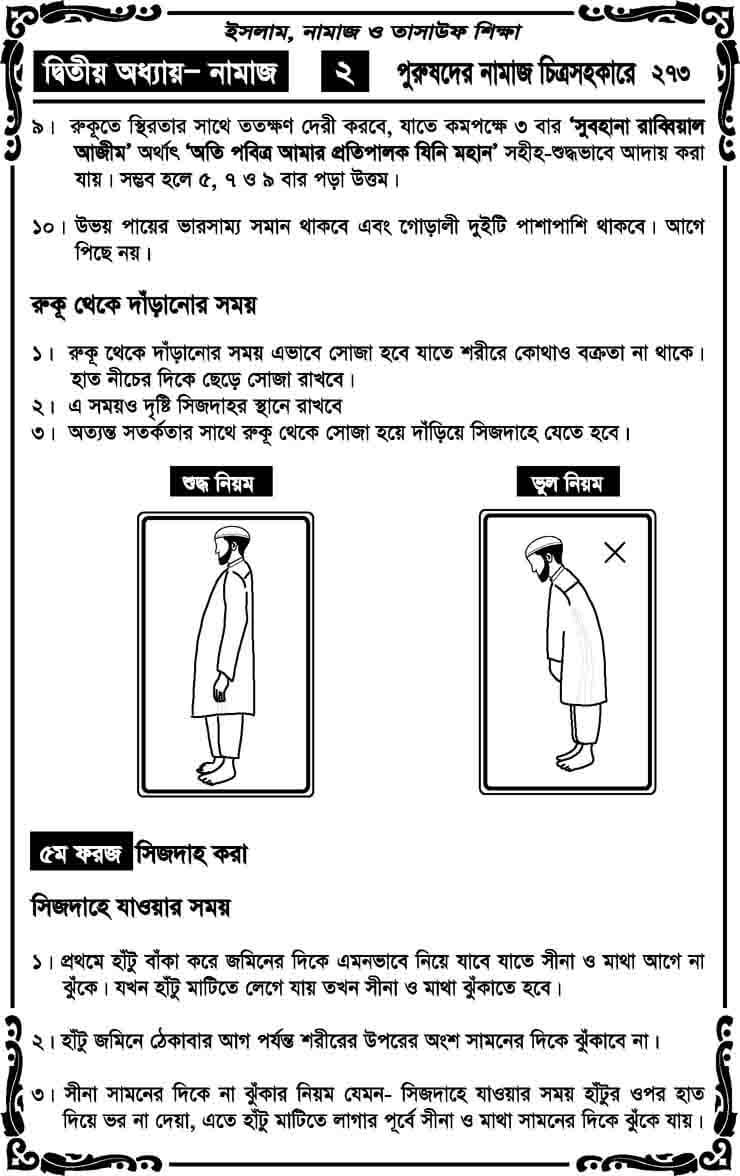 ইসলাম, নামাজ ও তাসাউফ শিক্ষা
দ্বিতীয় অধ্যায়– নামাজ ২ পুরুষদের নামাজ চিত্রসহকারে ২৭৩
৯। রুকূতে স্থিরতার সাথে ততক্ষণ দেরী করবে, যাতে কমপক্ষে ৩ বার ‘সুবহানা রাব্বিয়াল
আজীম’ অর্থাৎ ‘অতি পবিত্র আমার প্রতিপালক যিনি মহান’ সহীহ-শুদ্ধভাবে আদায় করা
যায়। সম্ভব হলে ৫, ৭ ও ৯ বার পড়া উত্তম।
১০। উভয় পায়ের ভারসাম্য সমান থাকবে এবং গোড়ালী দুইটি পাশাপাশি থাকবে। আগে
পিছে নয়।
রুকূ থেকে দাঁড়ানোর সময়
১। রুকূ থেকে দাঁড়ানোর সময় এভাবে সোজা হবে যাতে শরীরে কোথাও বক্রতা না থাকে।
হাত নীচের দিকে ছেড়ে সোজা রাখবে।
২। এ সময়ও দৃষ্টি সিজদাহর স্থানে রাখবে
৩। অত্যন্ত সতর্কতার সাথে রুকূ থেকে সোজা হয়ে দাঁড়িয়ে সিজদাহে যেতে হবে।
শুদ্ধ নিয়ম
ভুল নিয়ম
৫ম ফরজ সিজদাহ করা
সিজদাহে যাওয়ার সময়
১। প্রথমে হাঁটু বাঁকা করে জমিনের দিকে এমনভাবে নিয়ে যাবে যাতে সীনা ও মাথা আগে না
ঝুঁকে। যখন হাঁটু মাটিতে লেগে যায় তখন সীনা ও মাথা ঝুঁকাতে হবে।
২। হাঁটু জমিনে ঠেকাবার আগ পর্যন্ত শরীরের উপরের অংশ সামনের দিকে ঝুঁকাবে না।
৩। সীনা সামনের দিকে না ঝুঁকার নিয়ম যেমন- সিজদাহে যাওয়ার সময় হাঁটুর ওপর হাত
দিয়ে ভর না দেয়া, এতে হাঁটু মাটিতে লাগার পূর্বে সীনা ও মাথা সামনের দিকে ঝুঁকে যায়।